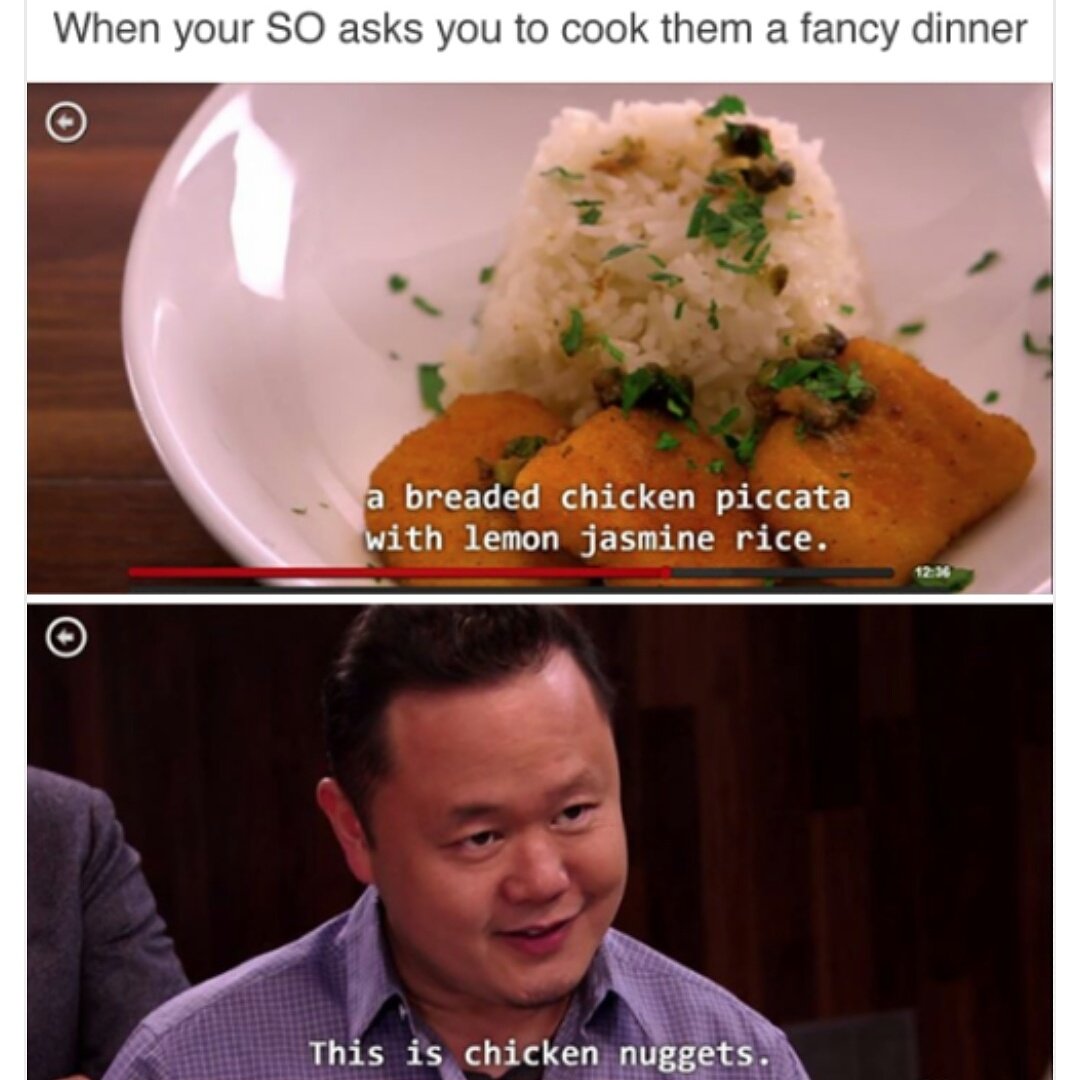 When your SO asks you to cook them a fancy dinner
a breaded chicken piccata
with lemon jasmine rice.
12:36
This is chicken nuggets.